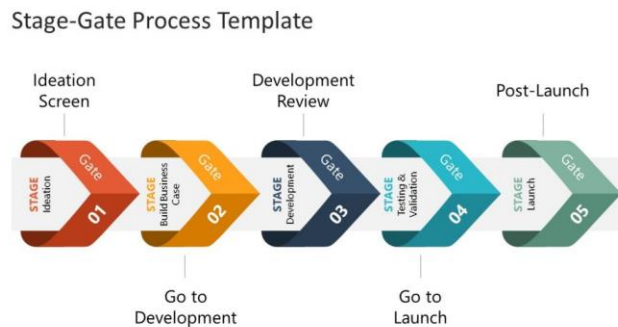 Stage-Gate Process Template
Ideation
Screen
Development
Review
Post-Launch
STAGE
Ideation
Gate
01
STAGE
Build Business
Case
Gate
02
STAGE
Development
Gate
03
STAGE
Testing &
Validation
Gate
04
STAGE
Launch
Gate
05
Go to
Development
Go to
Launch